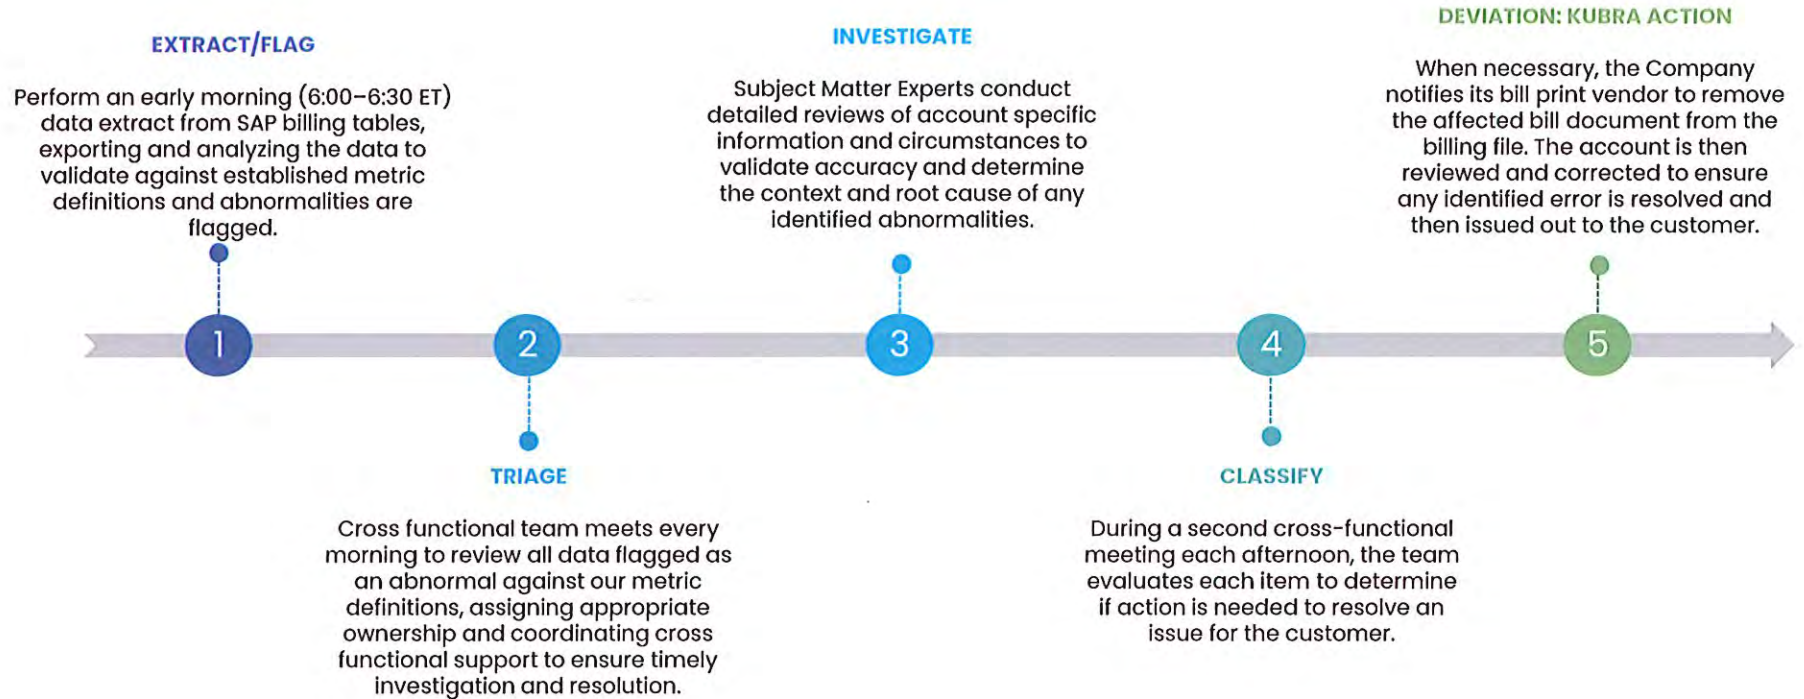 EXTRACT/FLAG
Perform an early morning (6:00–6:30 ET)
data extract from SAP billing tables,
exporting and analyzing the data to
validate against established metric
definitions and abnormalities are
flagged.
INVESTIGATE
Subject Matter Experts conduct
detailed reviews of account specific
information and circumstances to
validate accuracy and determine
the context and root cause of any
identified abnormalities.
DEVIATION: KUBRA ACTION
When necessary, the Company
notifies its bill print vendor to remove
the affected bill document from the
billing file. The account is then
reviewed and corrected to ensure
any identified error is resolved and
then issued out to the customer.
1
2
3
4
5
TRIAGE
Cross functional team meets every
morning to review all data flagged as
an abnormal against our metric
definitions, assigning appropriate
ownership and coordinating cross
functional support to ensure timely
investigation and resolution.
CLASSIFY
During a second cross-functional
meeting each afternoon, the team
evaluates each item to determine
if action is needed to resolve an
issue for the customer.